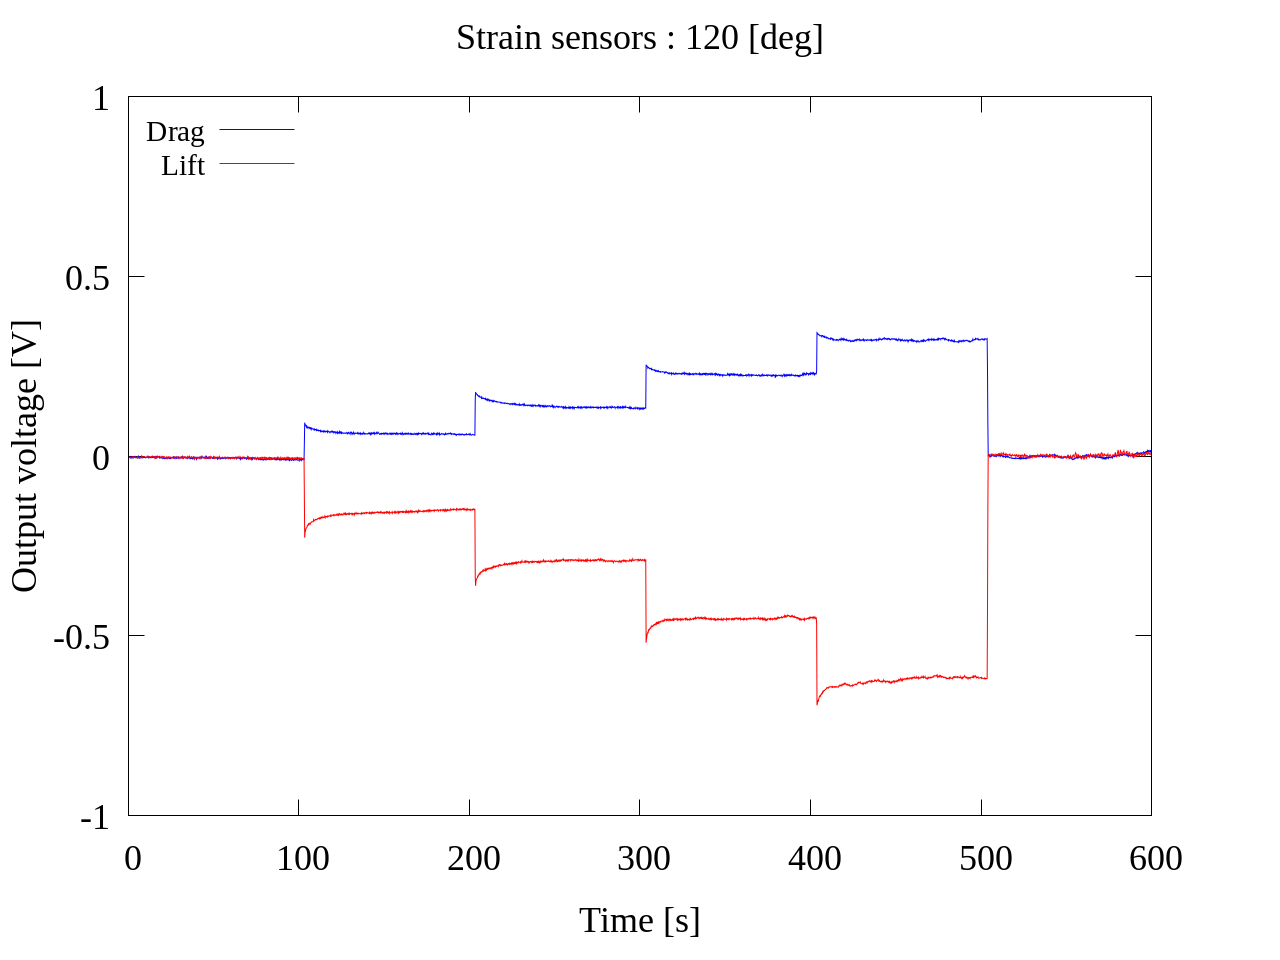 Strain sensors : 120 [deg]
1
0.5
0
-0.5
-1
Output voltage [V]
Drag
Lift
0 100 200 300 400 500 600
Time [s]